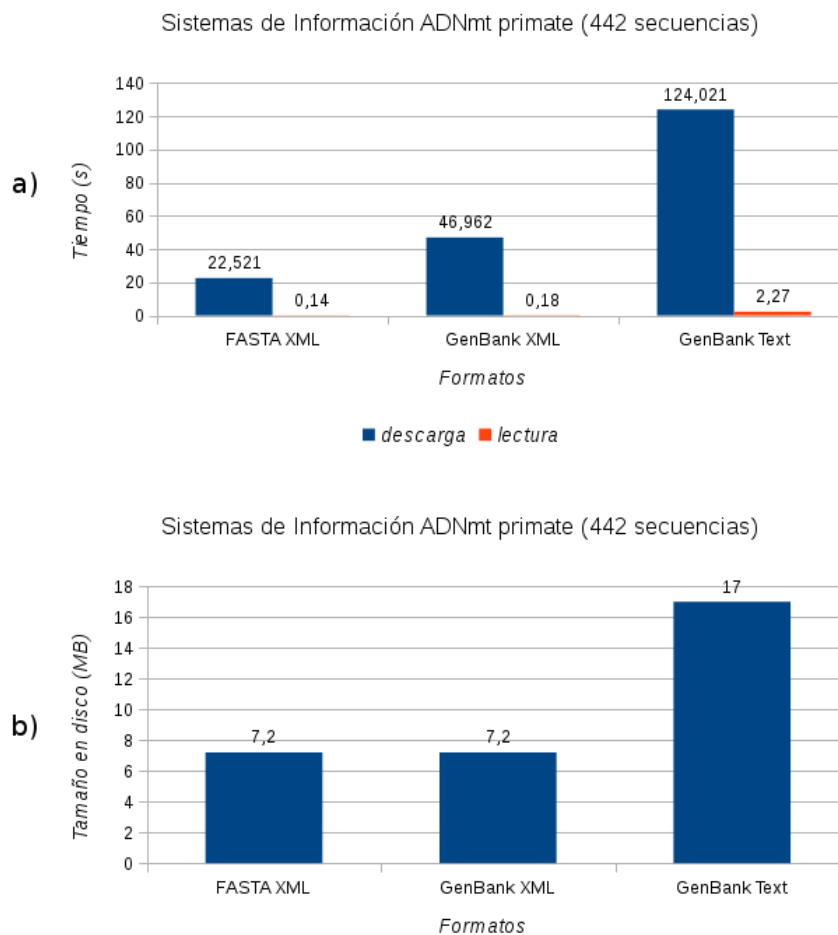 Sistemas de Información ADNmt primate (442 secuencias)
a)
Tiempo (s)
140
120
100
80
60
40
20
0
22,521
0,14
46,962
0,18
124,021
2,27
FASTA XML
GenBank XML
GenBank Text
Formatos
descarga lectura
Sistemas de Información ADNmt primate (442 secuencias)
b)
Tamaño en disco (MB)
18
16
14
12
10
8
6
4
2
0
7,2
7,2
17
FASTA XML
GenBank XML
GenBank Text
Formatos